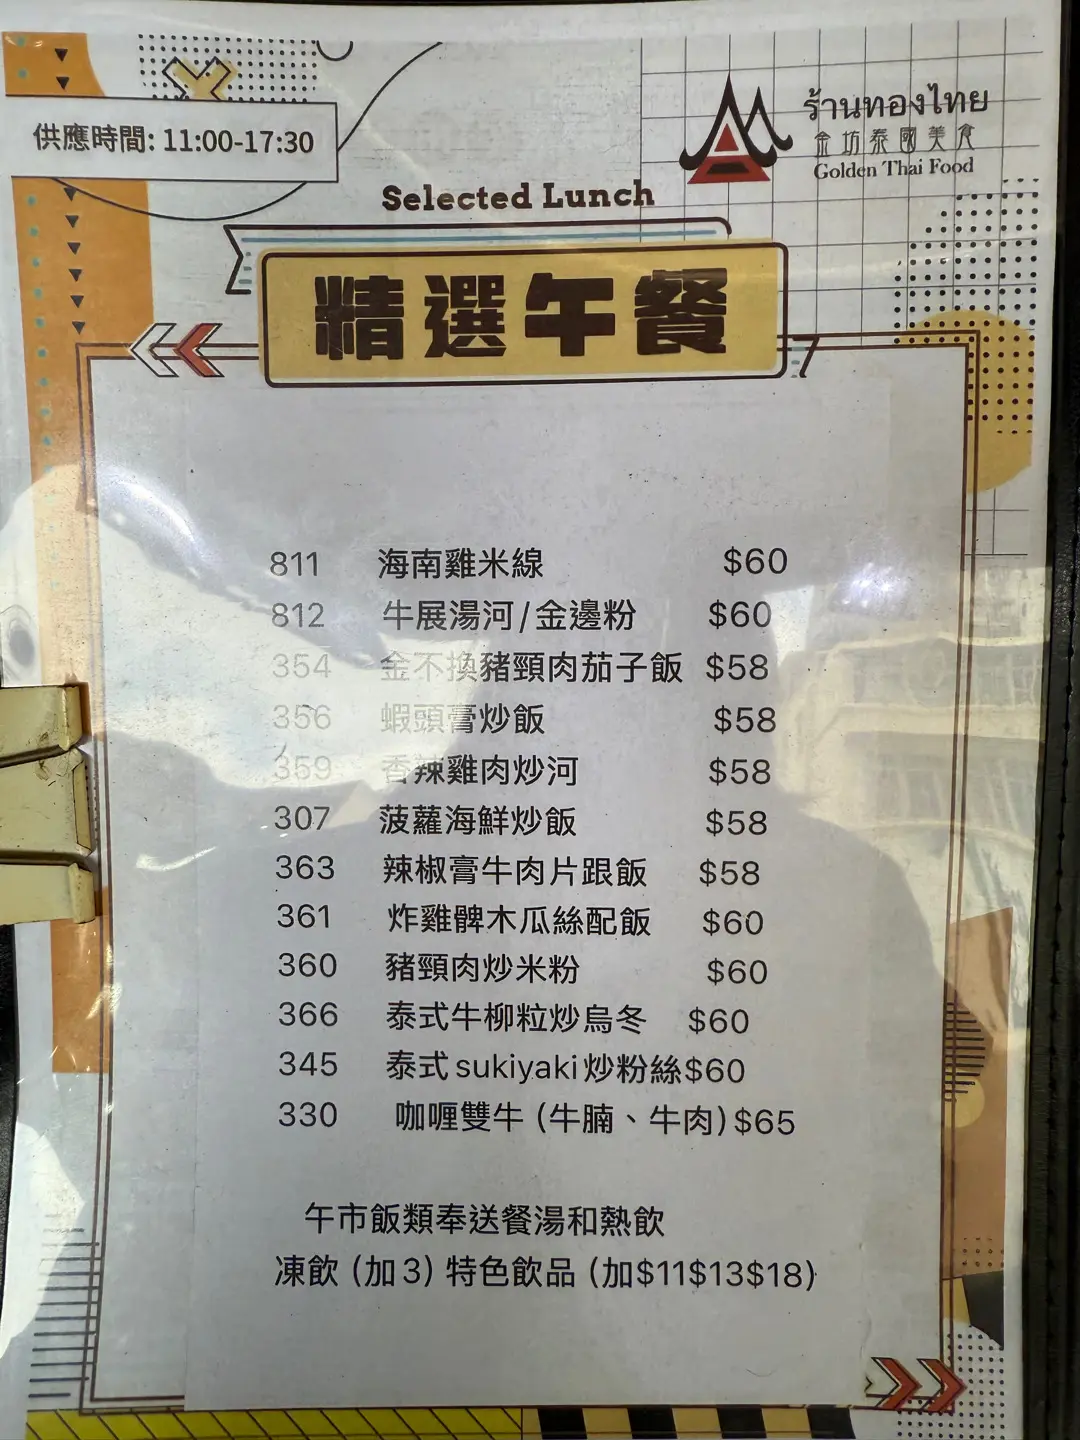 供應時間: 11:00-17:30
ร้านทองไทย
金坊泰國美食
Golden Thai Food
Selected Lunch
精選午餐
811 海南雞米線 $60
812 牛展湯河/金邊粉 $60
354 金不換豬頸肉茄子飯 $58
356 蝦頭膏炒飯 $58
359 香辣雞肉炒河 $58
307 菠蘿海鮮炒飯 $58
363 辣椒膏牛肉片跟飯 $58
361 炸雞髀木瓜絲配飯 $60
360 豬頸肉炒米粉 $60
366 泰式牛柳粒炒烏冬 $60
345 泰式sukiyaki炒粉絲$60
330 咖喱雙牛 (牛腩、牛肉)$65
午市飯類奉送餐湯和熱飲
凍飲 (加3) 特色飲品 (加$11$13$18)